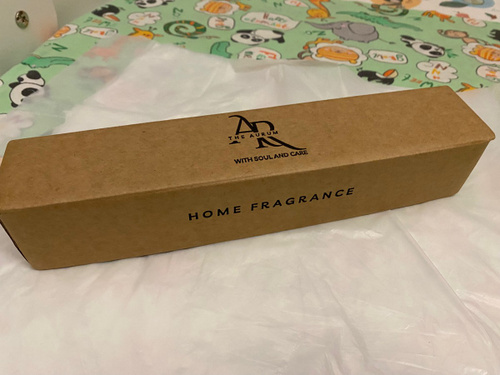 AR
THE AURUM
WITH SOUL AND CARE
HOME FRAGRANCE